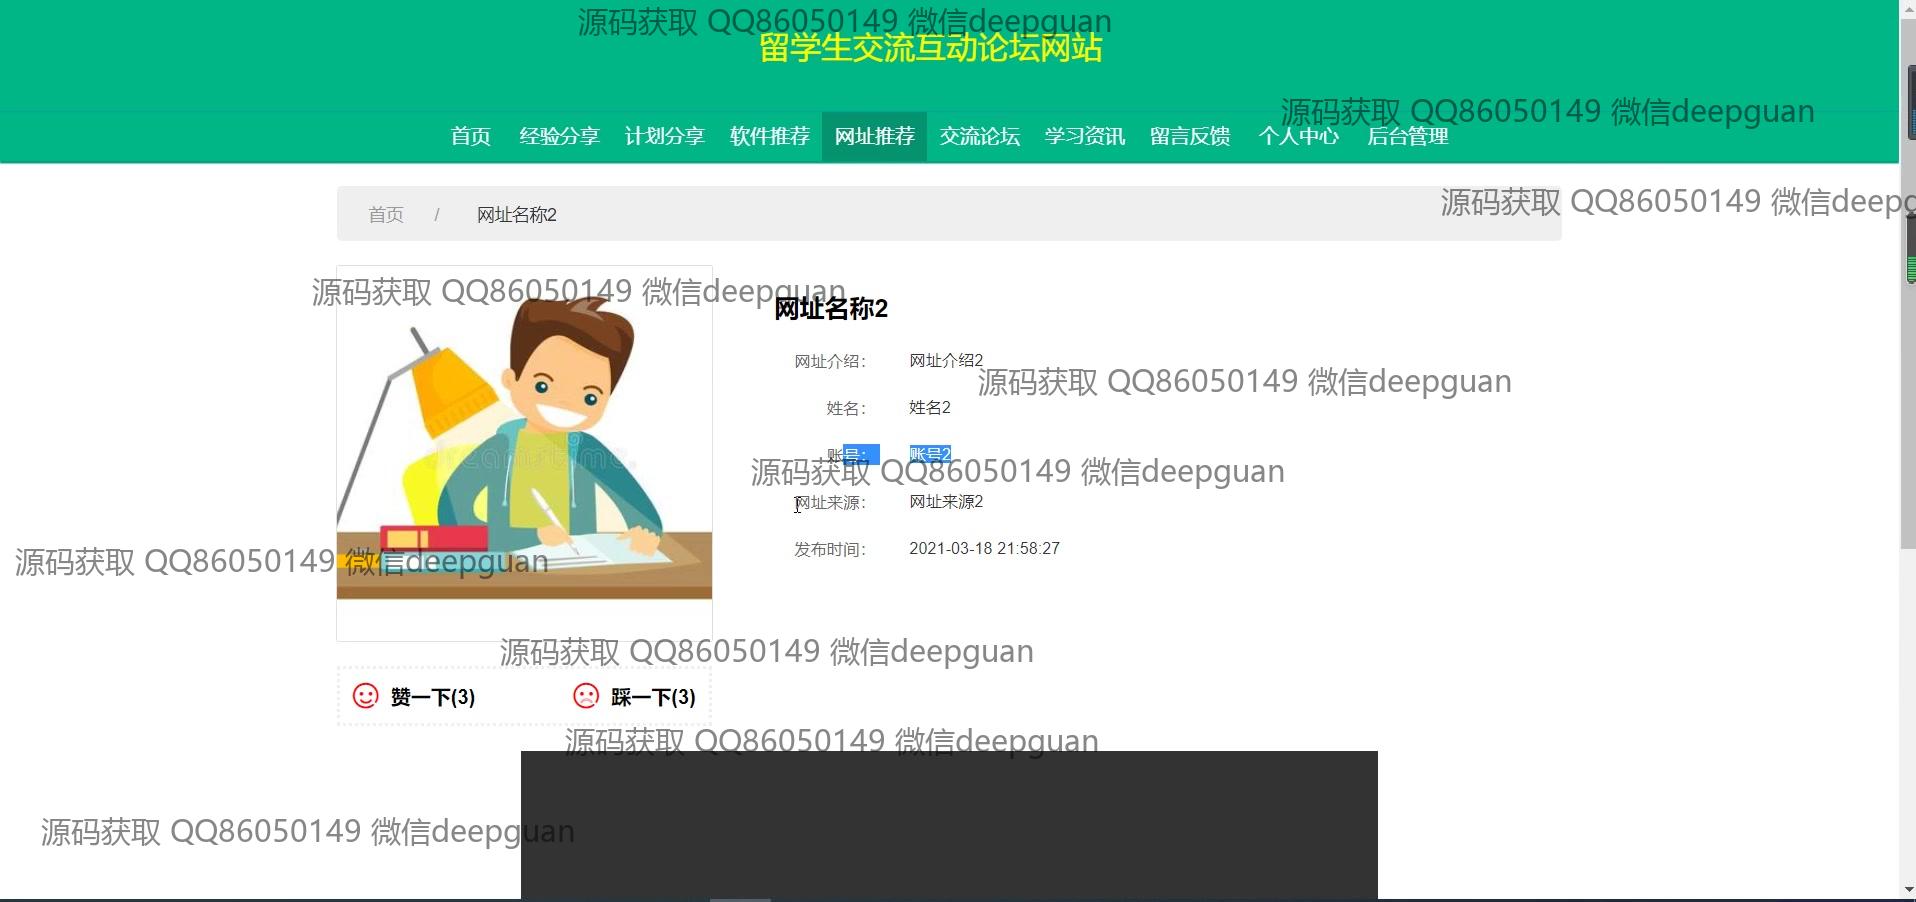 源码获取 QQ86050149 微信deepguan
留学生交流互动论坛网站
源码获取 QQ86050149 微信deepguan
首页 经验分享 计划分享 软件推荐 网址推荐 交流论坛 学习资讯 留言反馈 个人中心 后台管理
源码获取 QQ86050149 微信deepg
首页 / 网址名称2
源码获取 QQ86050149 微信deepguan
网址名称2
网址介绍: 网址介绍2
源码获取 QQ86050149 微信deepguan
姓名: 姓名2
账号: 账号2
源码获取 QQ86050149 微信deepguan
dreamstime.
网址来源: 网址来源2
发布时间: 2021-03-18 21:58:27
源码获取 QQ86050149 微信deepguan
源码获取 QQ86050149 微信deepguan
赞一下(3) 踩一下(3)
源码获取 QQ86050149 微信deepguan
源码获取 QQ86050149 微信deepguan